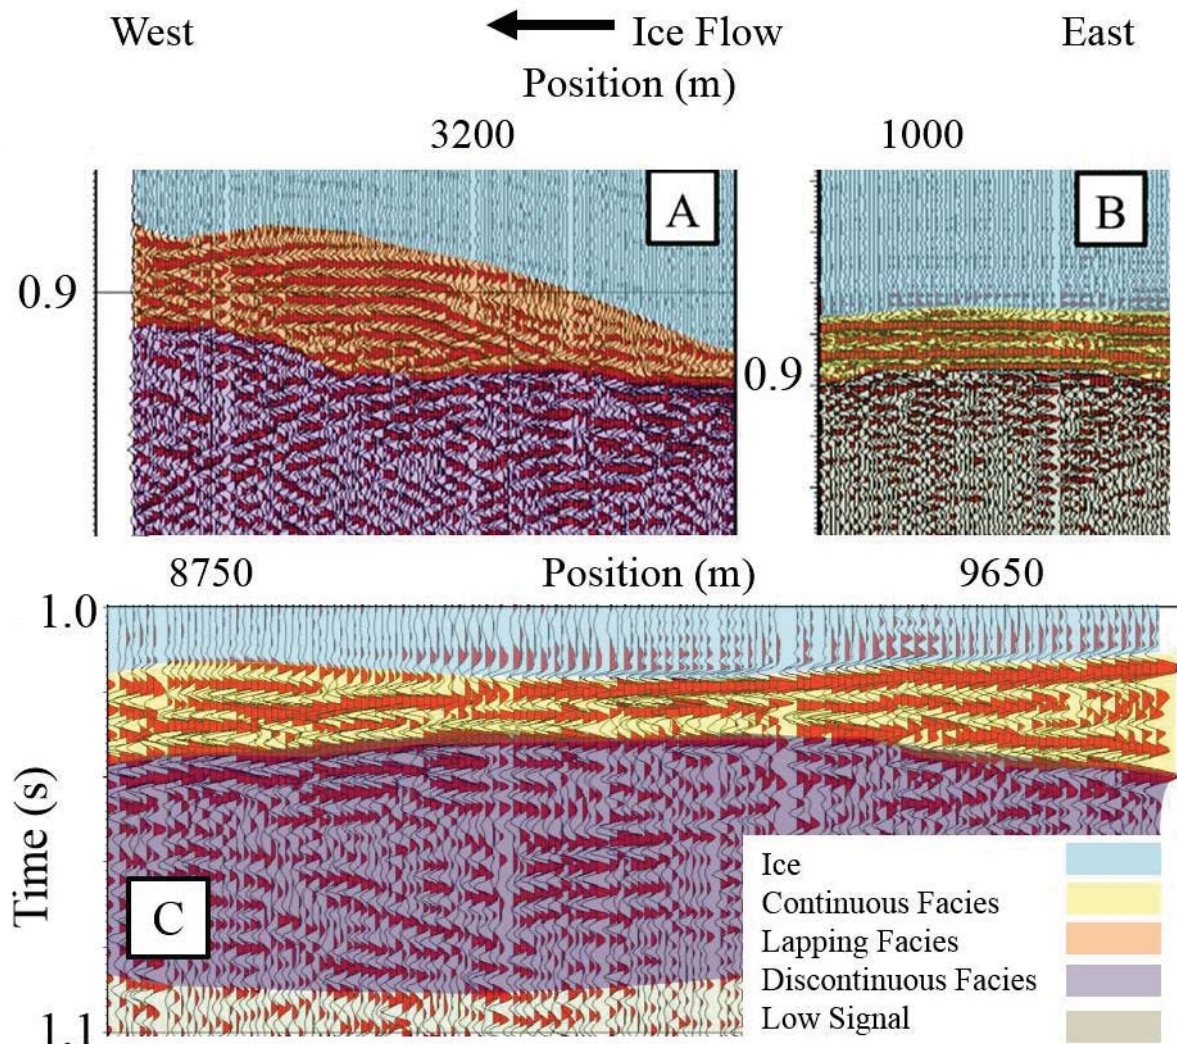 West Ice Flow East
Position (m)
3200 1000
A B
0.9
0.9
8750 Position (m) 9650
1.0
Time (s)
C
Ice
Continuous Facies
Lapping Facies
Discontinuous Facies
Low Signal
1.1